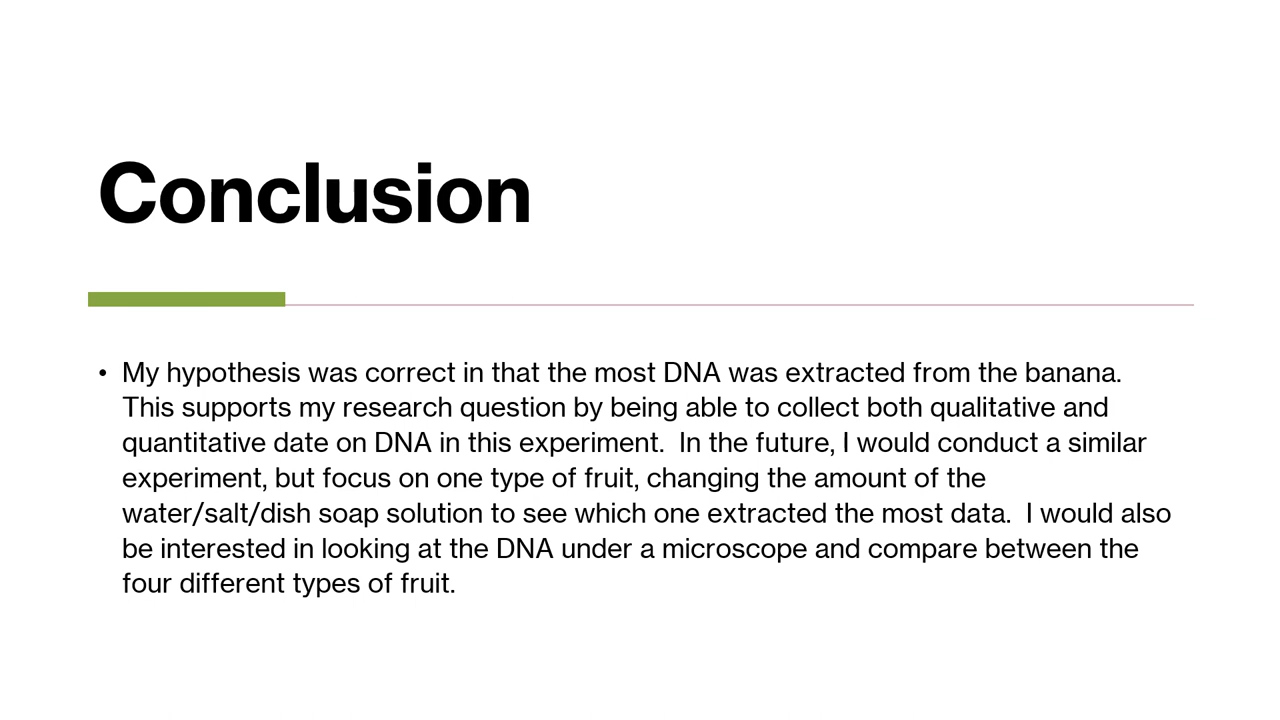 Conclusion
• My hypothesis was correct in that the most DNA was extracted from the banana.
This supports my research question by being able to collect both qualitative and
quantitative date on DNA in this experiment.  In the future, I would conduct a similar
experiment, but focus on one type of fruit, changing the amount of the
water/salt/dish soap solution to see which one extracted the most data.  I would also
be interested in looking at the DNA under a microscope and compare between the
four different types of fruit.